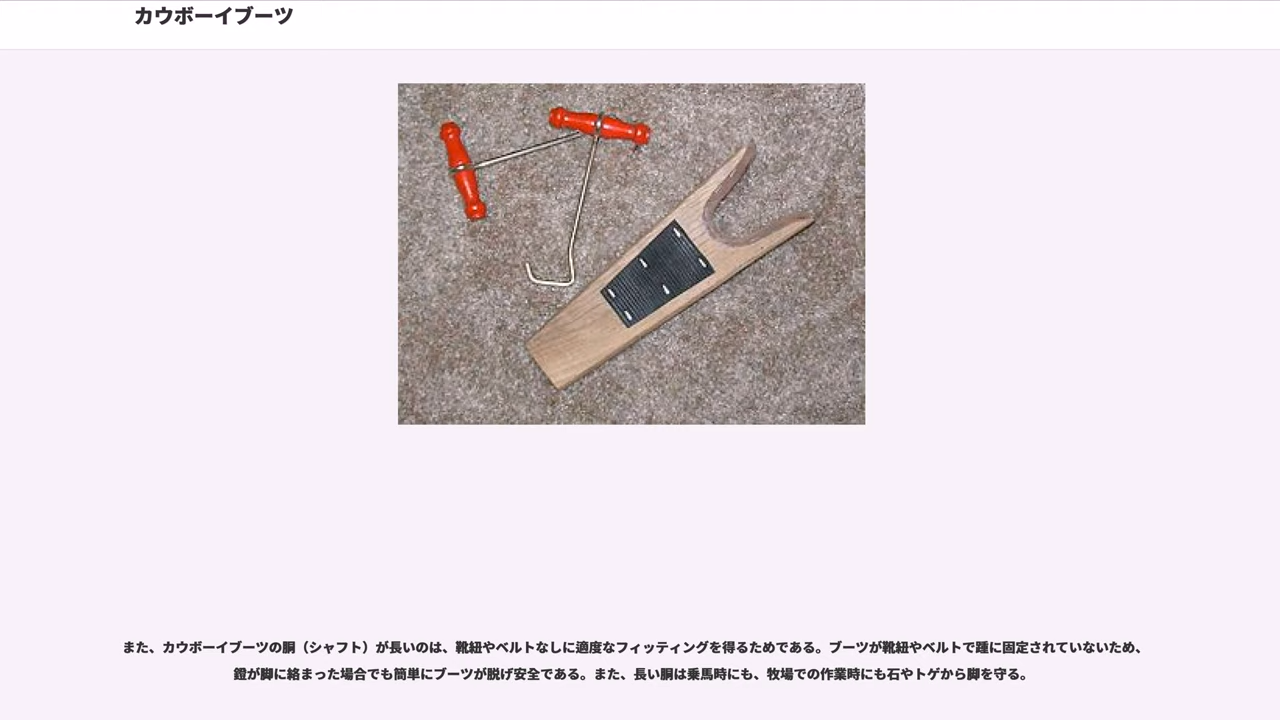 カウボーイブーツ
また、カウボーイブーツの胴（シャフト）が長いのは、靴紐やベルトなしに適度なフィッティングを得るためである。ブーツが靴紐やベルトで踵に固定されていないため、
鐙が脚に絡まった場合でも簡単にブーツが脱げ安全である。また、長い胴は乗馬時にも、牧場での作業時にも石やトゲから脚を守る。